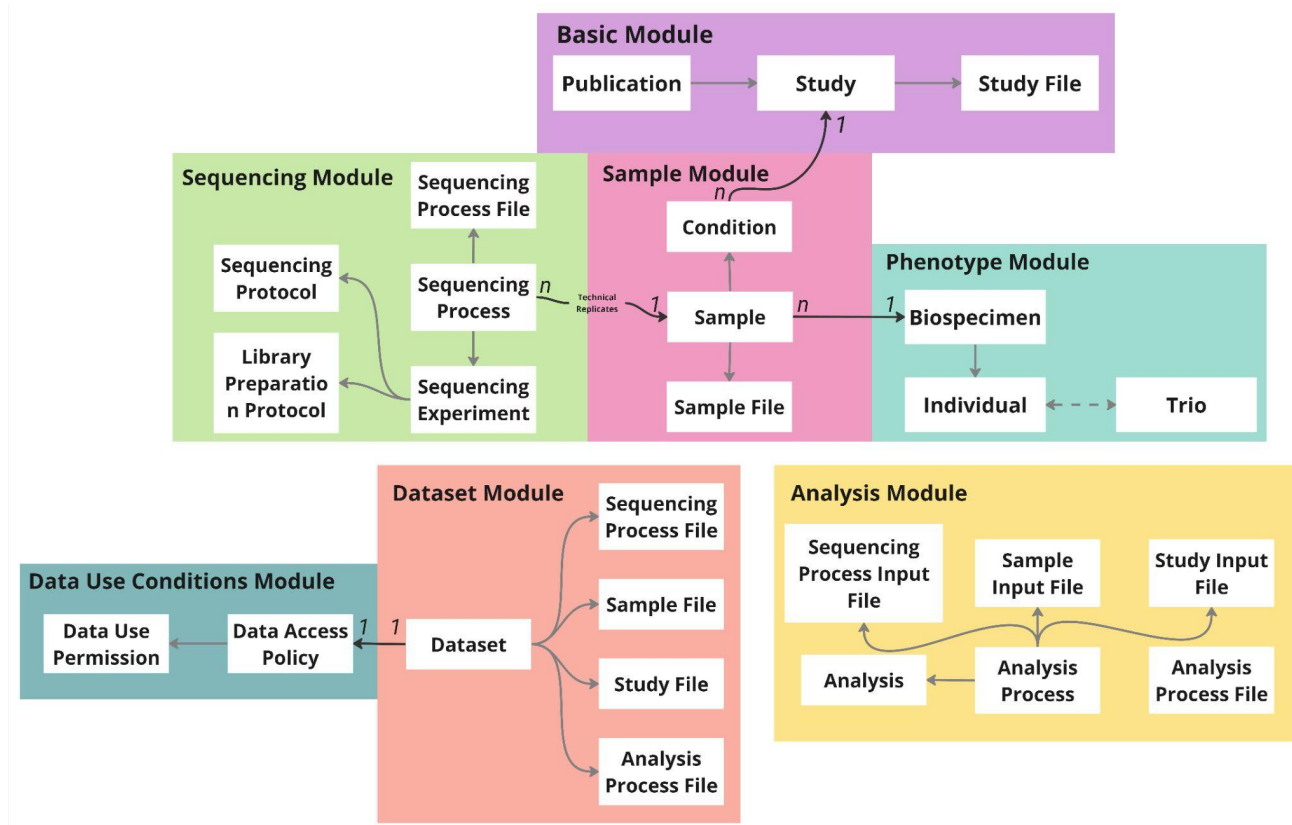 Basic Module
Publication
Study
Study File
1
Sequencing Module
Sequencing
Process File
Sequencing
Protocol
Sequencing
Process
n
Technical
Replicates
1
Library
Preparatio
n Protocol
Sequencing
Experiment
Sample Module
n
Condition
Sample
n
Sample File
Phenotype Module
1
Biospecimen
Individual
Trio
Dataset Module
Sequencing
Process File
Sample File
Dataset
1
Study File
Analysis
Process File
Data Use Conditions Module
Data Use
Permission
Data Access
Policy
1
Analysis Module
Sequencing
Process Input
File
Sample
Input File
Study Input
File
Analysis
Analysis
Process
Analysis
Process File